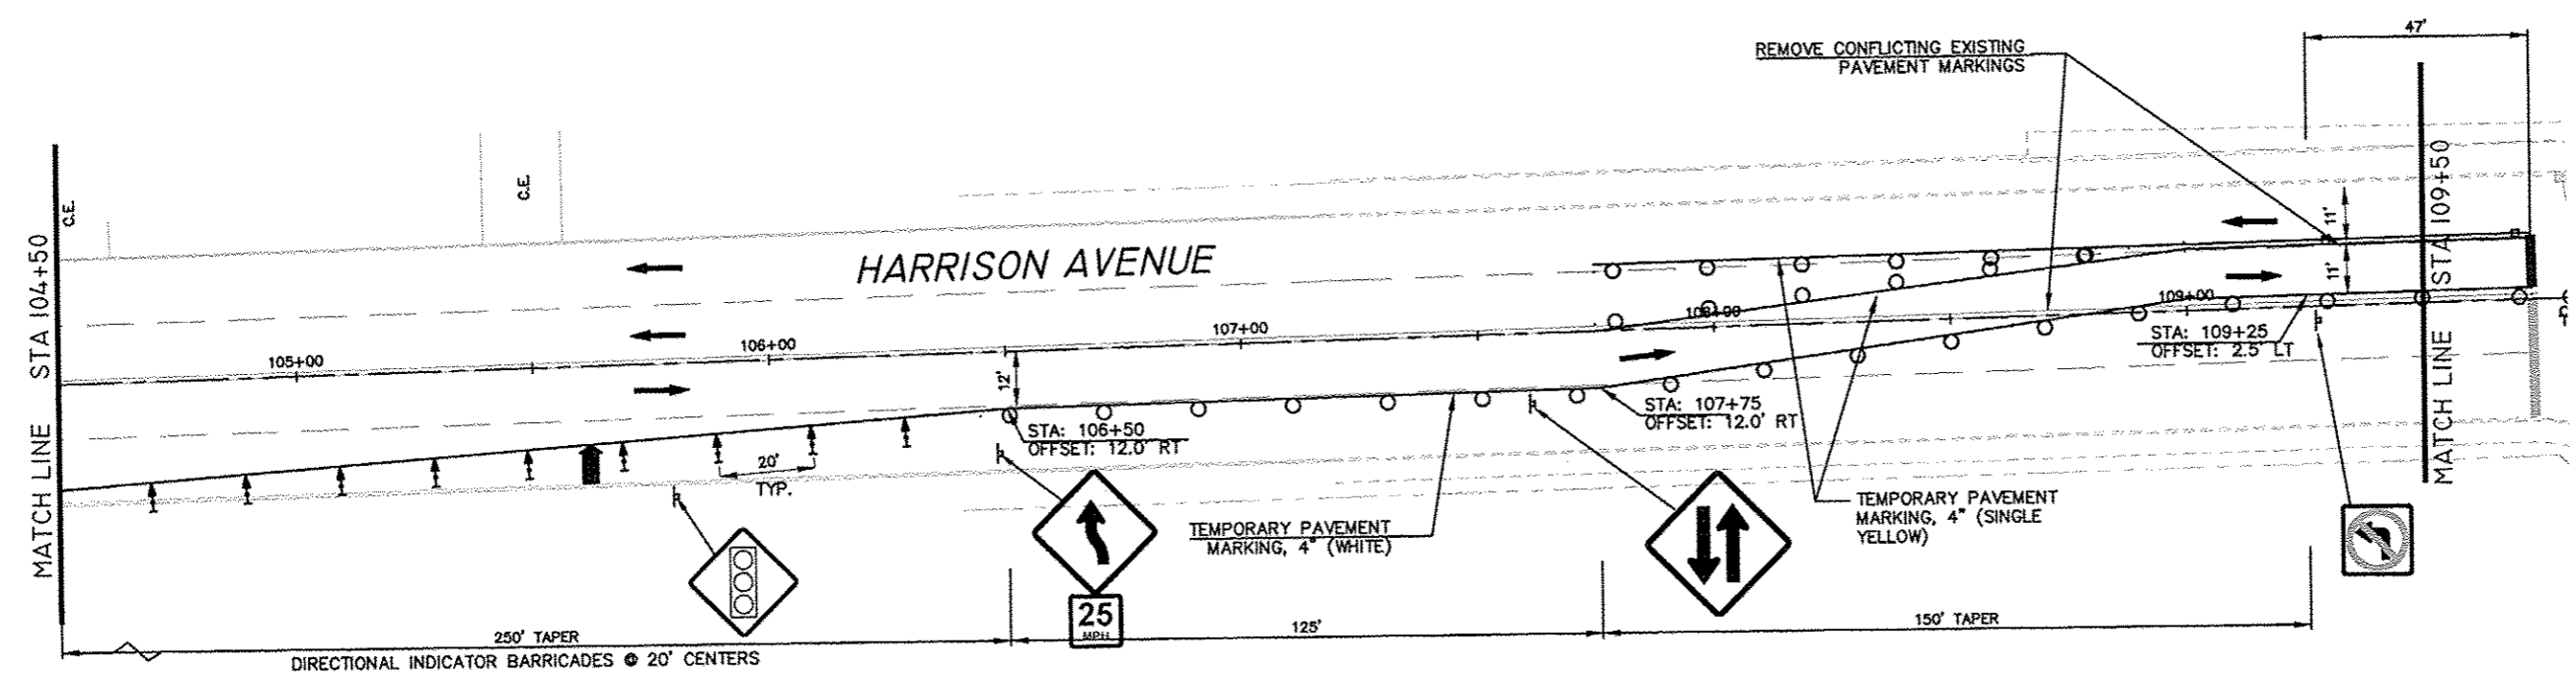 47'
REMOVE CONFLICTING EXISTING
PAVEMENT MARKINGS
MATCH LINE STA 104+50
C.E.
C.E.
HARRISON AVENUE
11'
11'
MATCH LINE STA 109+50
105+00
106+00
107+00
108+00
109+00
12'
STA: 106+50
OFFSET: 12.0' RT
STA: 107+75
OFFSET: 12.0' RT
STA: 109+25
OFFSET: 2.5' LT
20'
TYP.
TEMPORARY PAVEMENT
MARKING, 4" (WHITE)
TEMPORARY PAVEMENT
MARKING, 4" (SINGLE
YELLOW)
25
MPH
250' TAPER
125'
150' TAPER
DIRECTIONAL INDICATOR BARRICADES @ 20' CENTERS